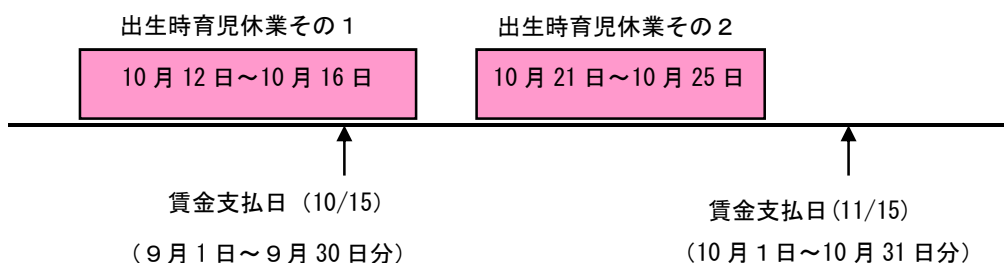 出生時育児休業その１
出生時育児休業その２
10 月 12 日～10 月 16 日
10 月 21 日～10 月 25 日
賃金支払日（10/15）
賃金支払日(11/15)
（９月１日～９月 30 日分）
（10 月１日～10 月 31 日分）